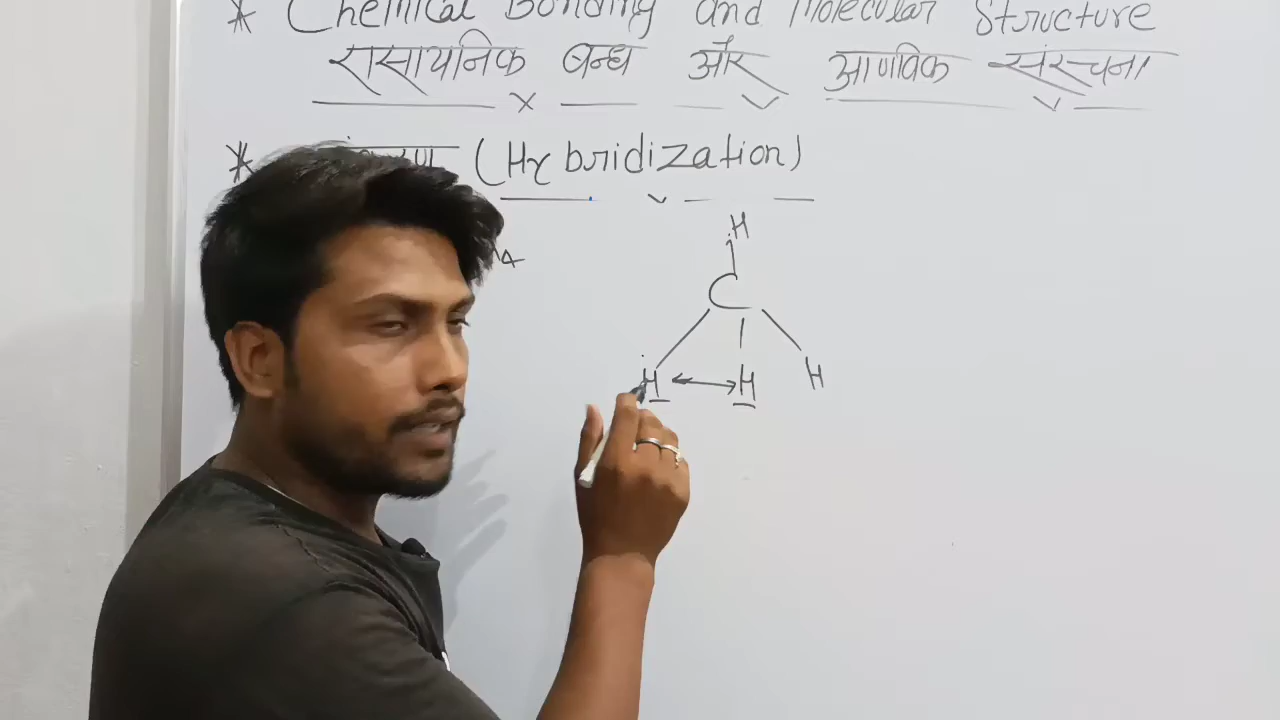 * Chemical Bonding and Molecular Structure
रासायनिक बन्ध और आणविक संरचना
* (Hybridization)
H
C
H ↔ H H